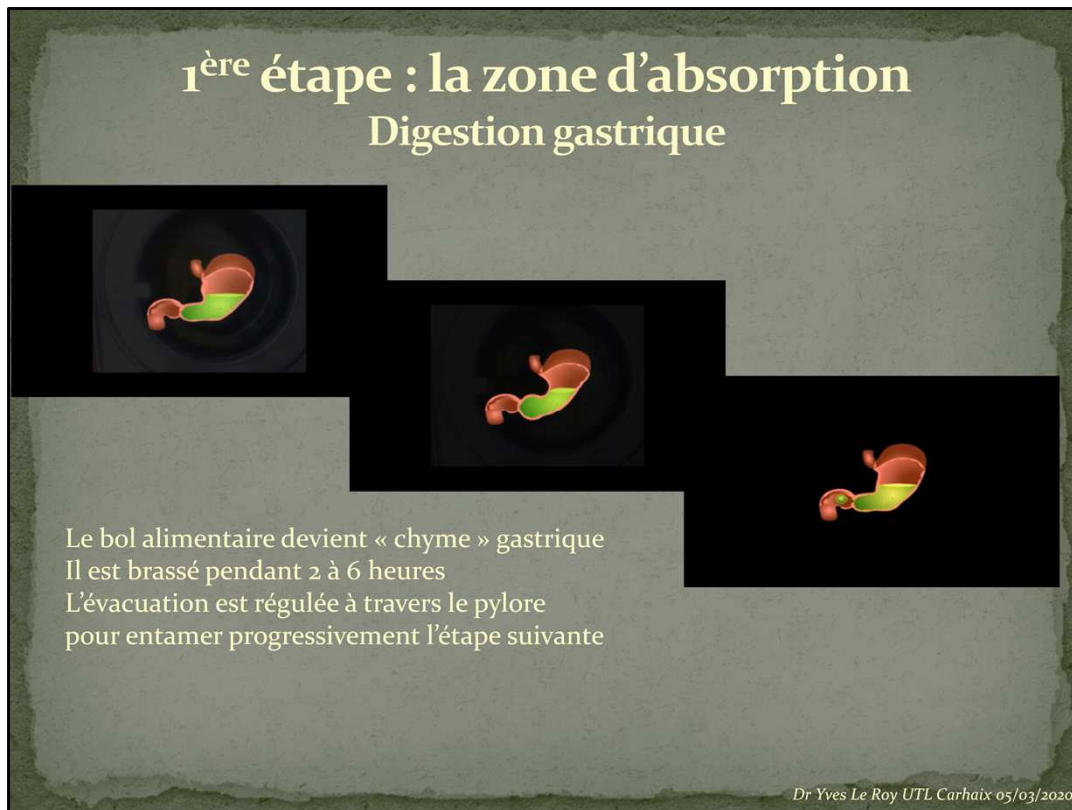 1ère étape : la zone d’absorption
Digestion gastrique
Le bol alimentaire devient « chyme » gastrique
Il est brassé pendant 2 à 6 heures
L’évacuation est régulée à travers le pylore
pour entamer progressivement l’étape suivante
Dr Yves Le Roy UTL Carhaix 05/03/2020